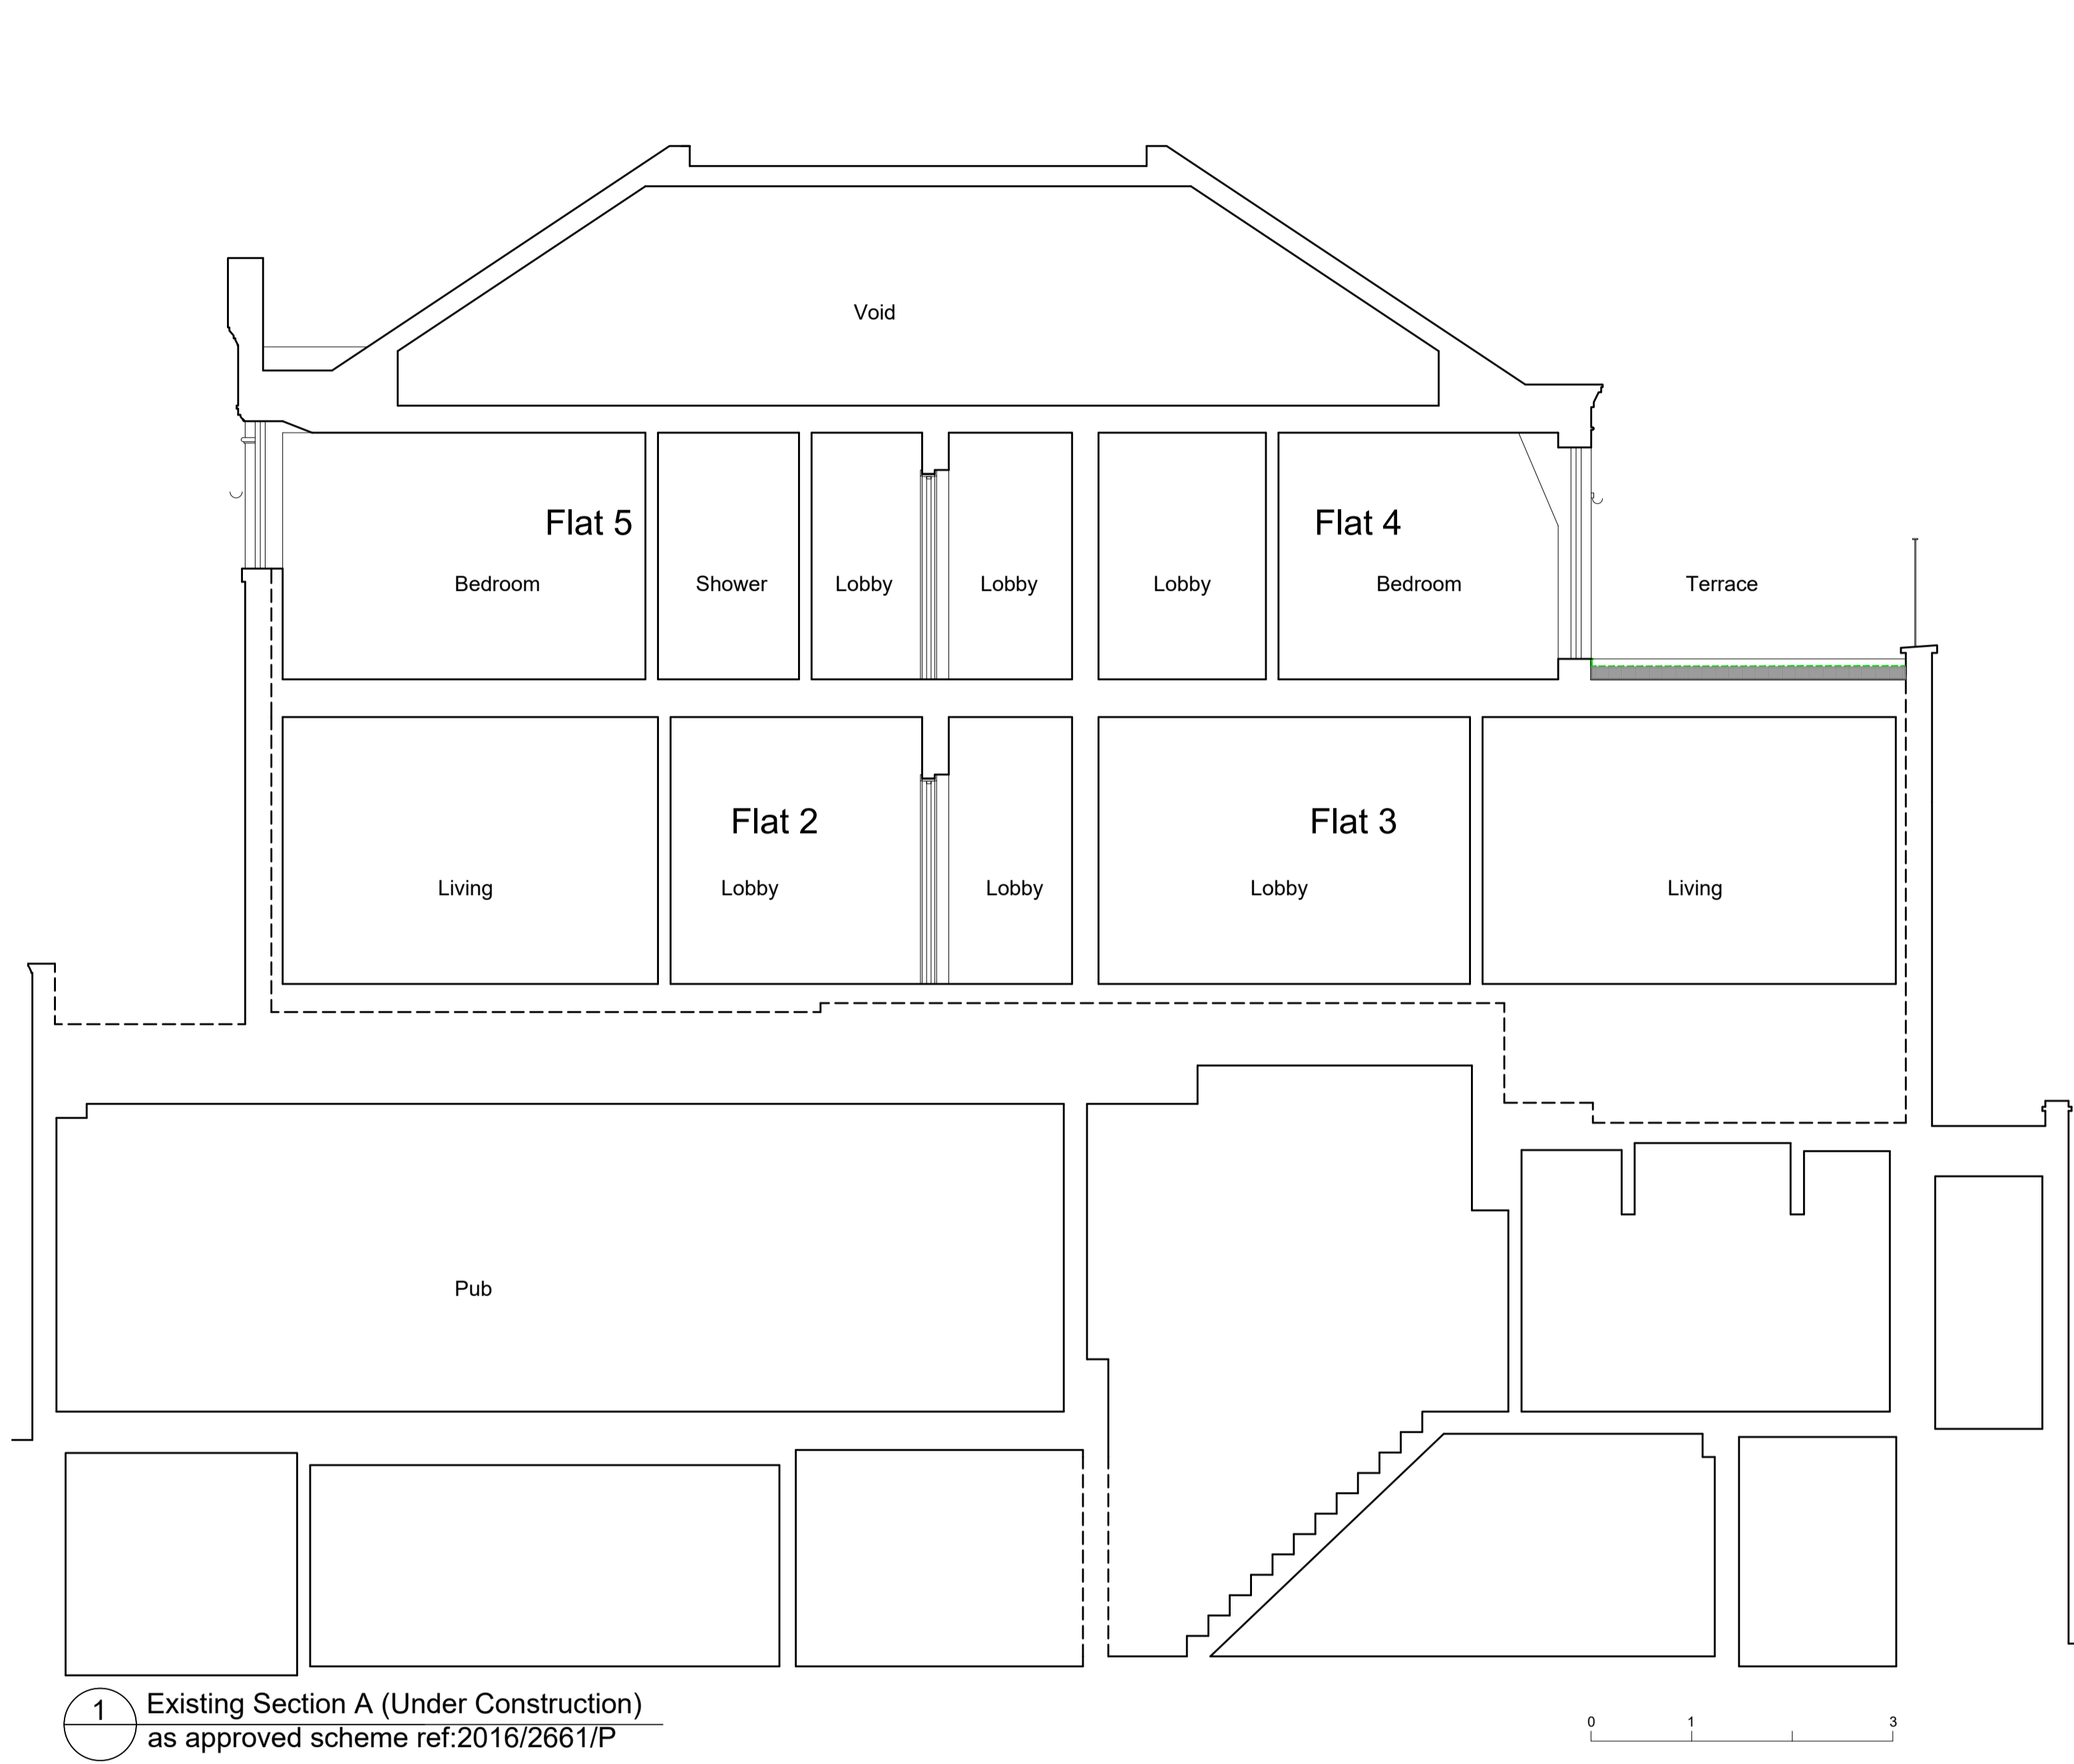 Void
Flat 5
Flat 4
Bedroom
Shower
Lobby
Lobby
Lobby
Bedroom
Terrace
Flat 2
Flat 3
Living
Lobby
Lobby
Lobby
Living
Pub
1
Existing Section A (Under Construction)
as approved scheme ref:2016/2661/P
0 1 3